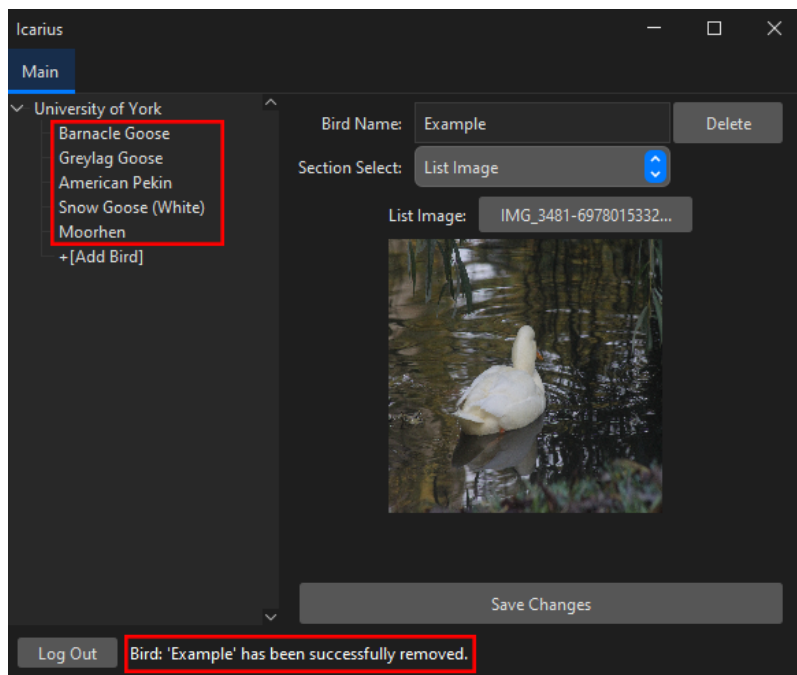 Icarius
Main
University of York
Barnacle Goose
Greylag Goose
American Pekin
Snow Goose (White)
Moorhen
+[Add Bird]
Bird Name: Example Delete
Section Select: List Image
List Image: IMG_3481-6978015332...
Save Changes
Log Out Bird: 'Example' has been successfully removed.